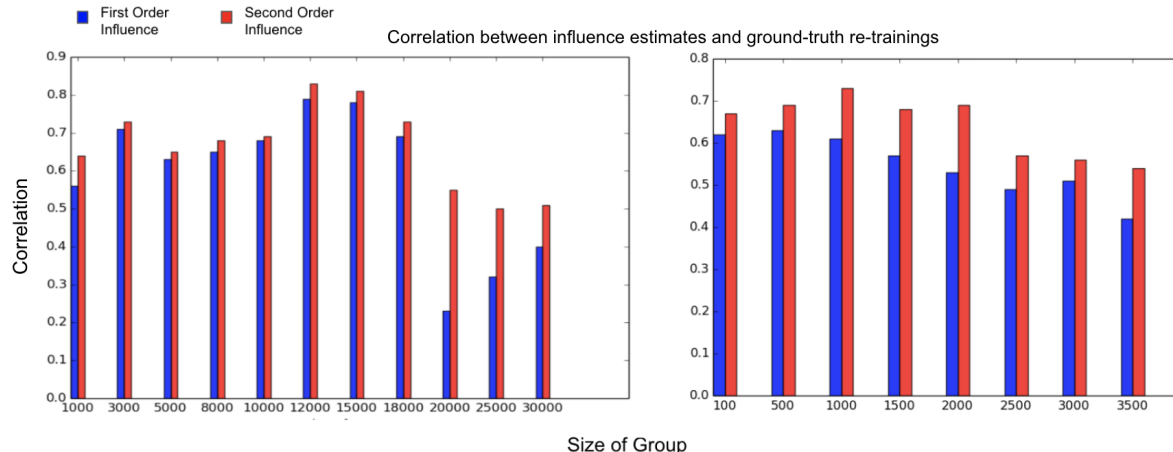 First Order
Influence
Second Order
Influence
Correlation between influence estimates and ground-truth re-trainings
Correlation
0.9
0.8
0.7
0.6
0.5
0.4
0.3
0.2
0.1
0.0
1000 3000 5000 8000 10000 12000 15000 18000 20000 25000 30000
0.8
0.7
0.6
0.5
0.4
0.3
0.2
0.1
0.0
100 500 1000 1500 2000 2500 3000 3500
Size of Group